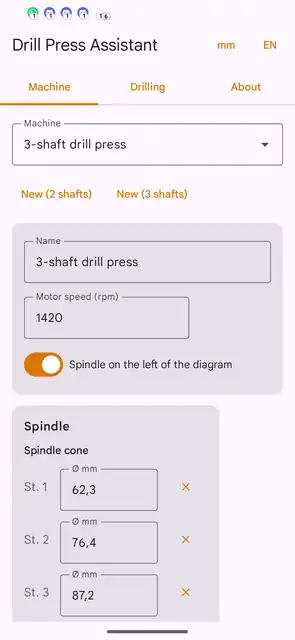 Drill Press Assistant mm EN
Machine Drilling About
Machine
3-shaft drill press
New (2 shafts) New (3 shafts)
Name
3-shaft drill press
Motor speed (rpm)
1420
Spindle on the left of the diagram
Spindle
Spindle cone
Ø mm
St. 1 62,3 ×
Ø mm
St. 2 76,4 ×
Ø mm
St. 3 87,2 ×